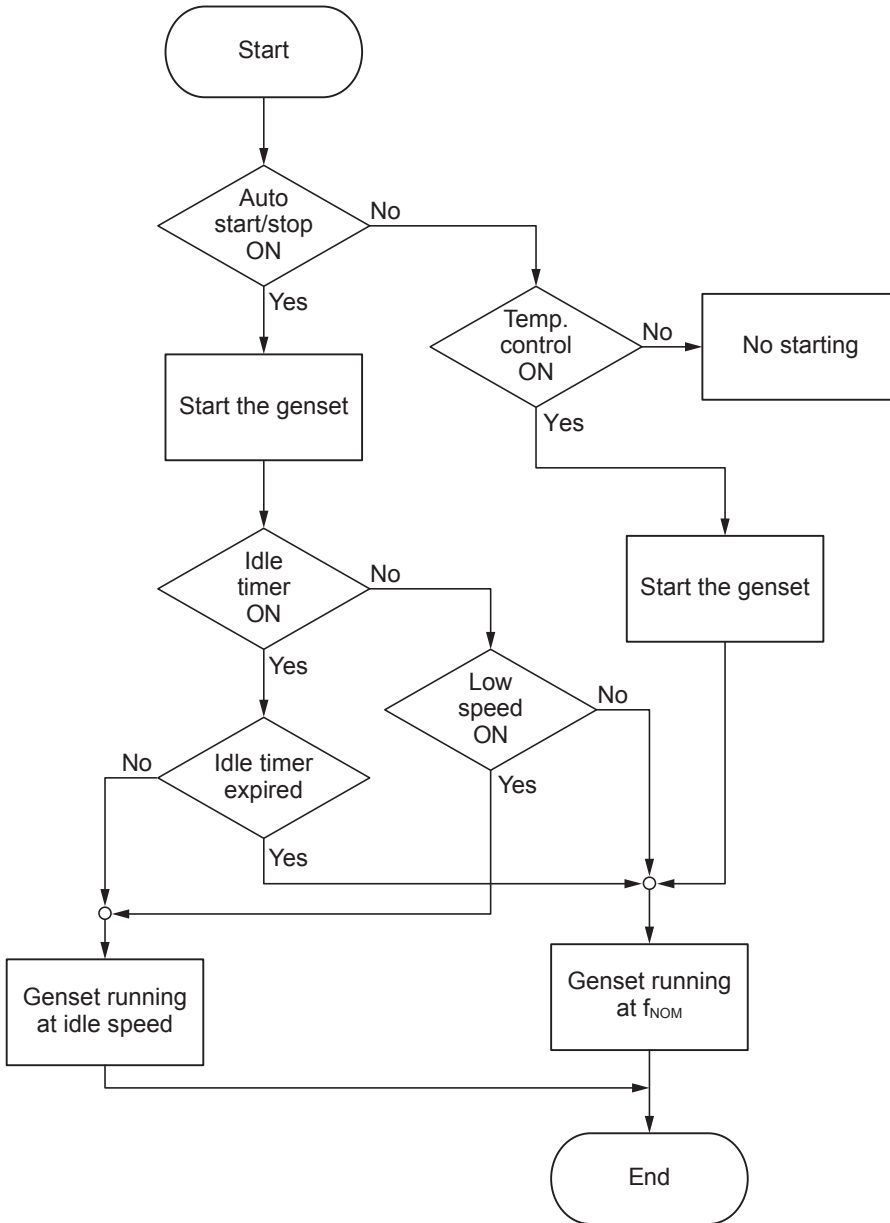 Start
Auto
start/stop
ON
No
Yes
Temp.
control
ON
No
No starting
Yes
Start the genset
Start the genset
Idle
timer
ON
No
Yes
Low
speed
ON
No
Yes
Idle timer
expired
No
Yes
Genset running
at idle speed
Genset running
at fNOM
End